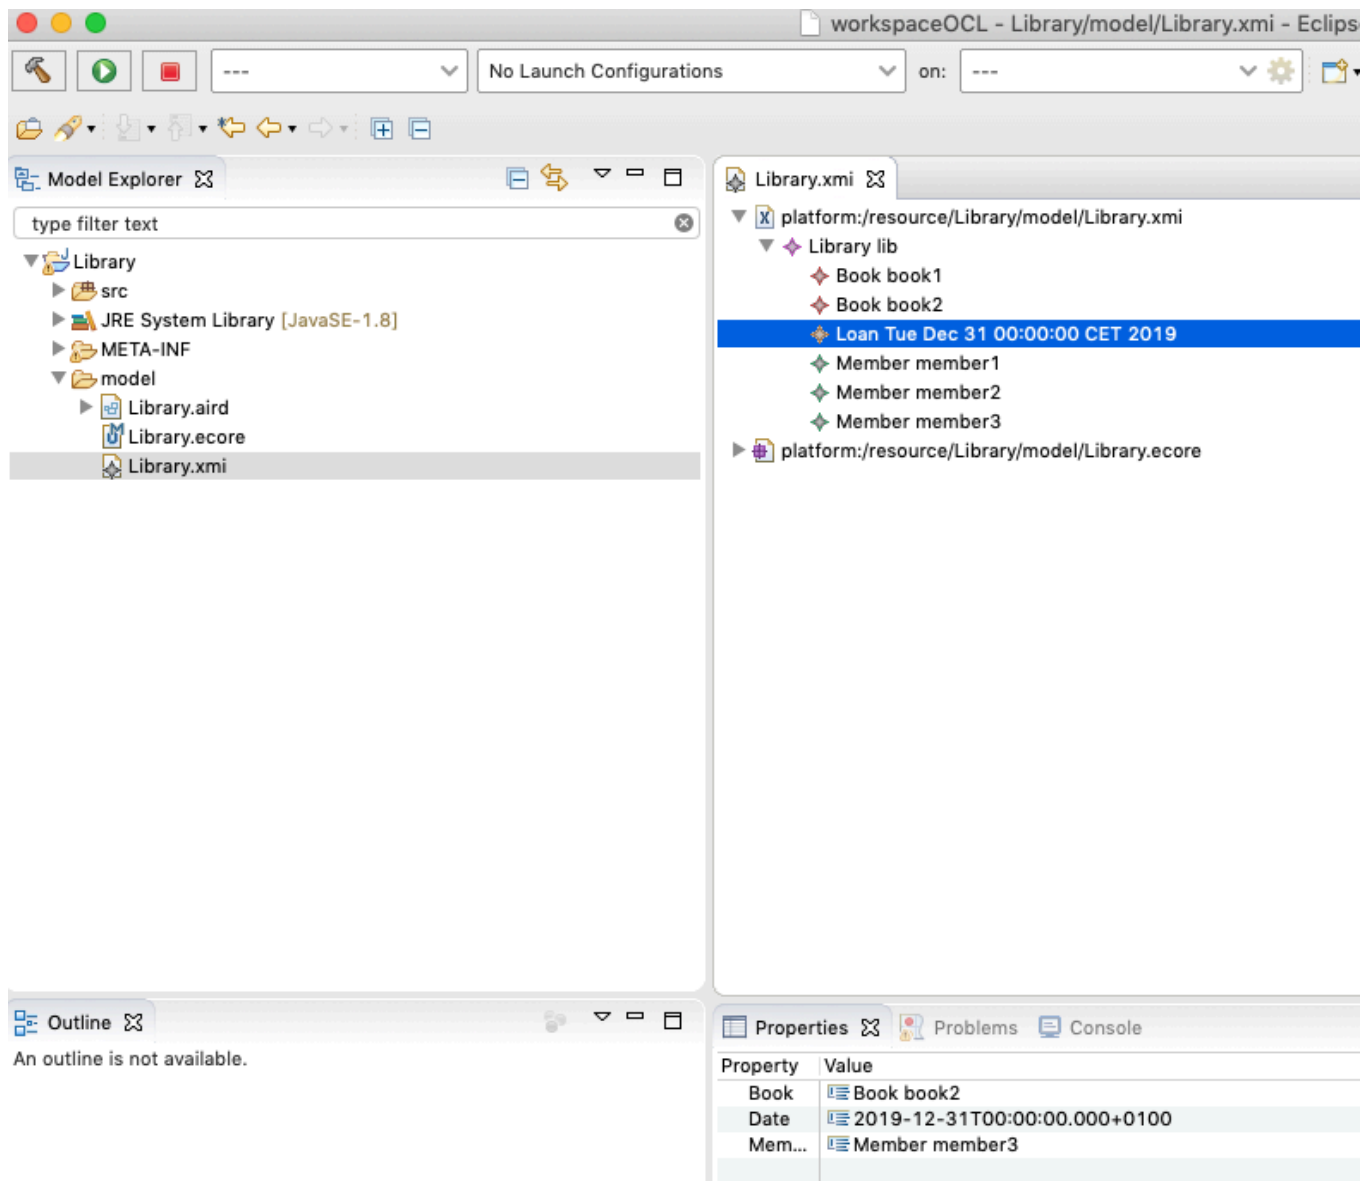 workspaceOCL - Library/model/Library.xmi - Eclips
---
No Launch Configurations
on:
---
Model Explorer
type filter text
Library
src
JRE System Library [JavaSE-1.8]
META-INF
model
Library.aird
Library.ecore
Library.xmi
Library.xmi
platform:/resource/Library/model/Library.xmi
Library lib
Book book1
Book book2
Loan Tue Dec 31 00:00:00 CET 2019
Member member1
Member member2
Member member3
platform:/resource/Library/model/Library.ecore
Outline
An outline is not available.
Properties Problems Console
Property Value
Book Book book2
Date 2019-12-31T00:00:00.000+0100
Mem... Member member3